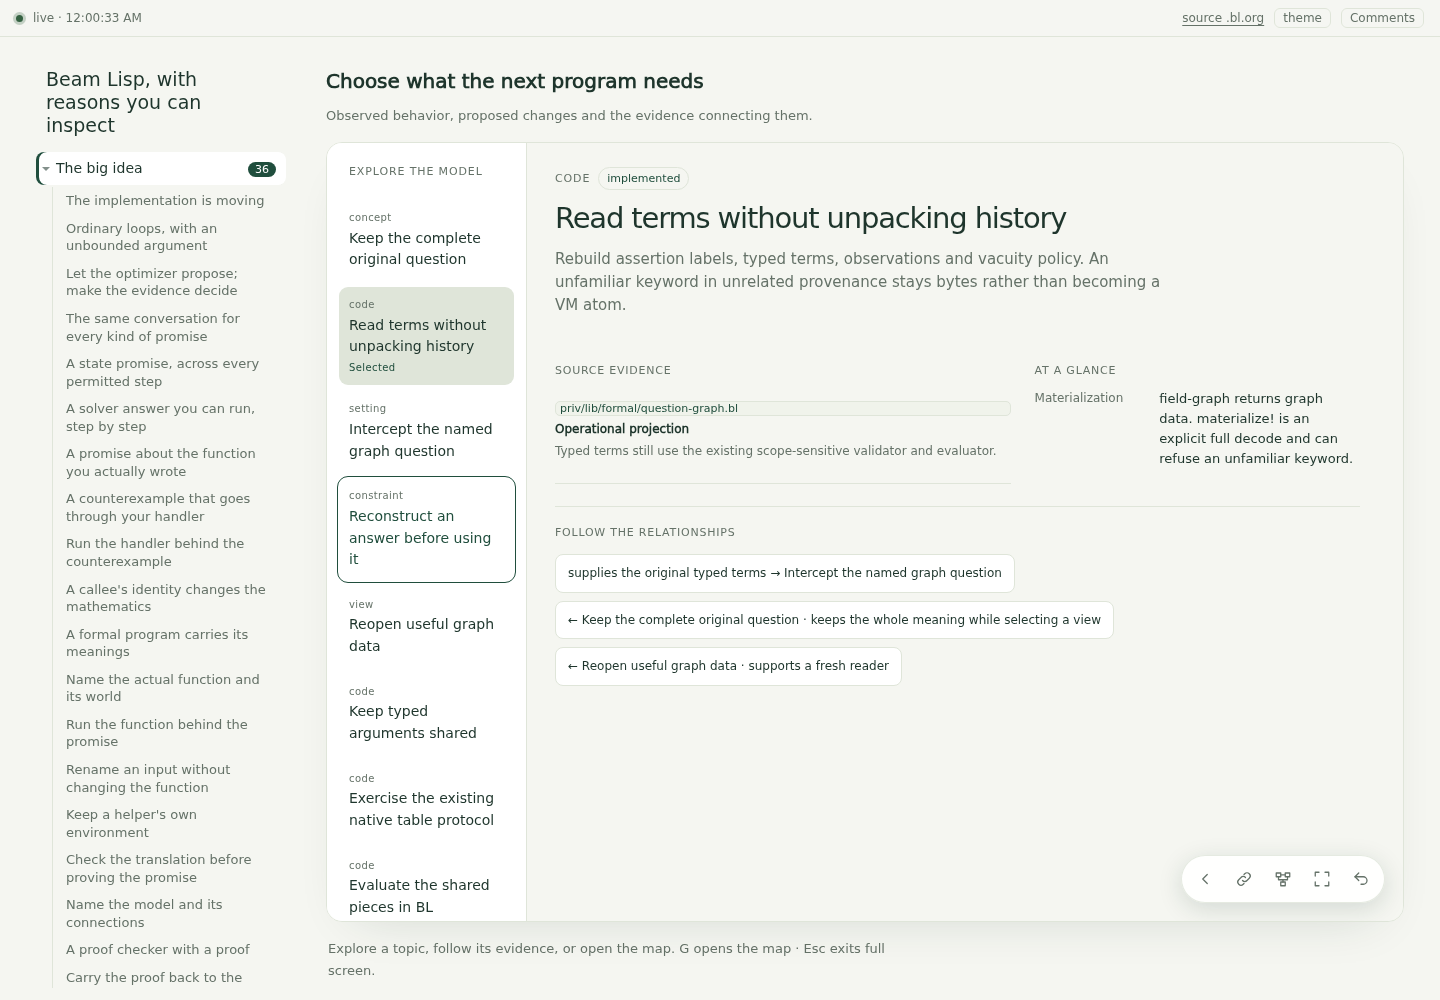 live · 12:00:33 AM
source .bl.org
theme
Comments
Beam Lisp, with
reasons you can
inspect
The big idea
36
The implementation is moving
Ordinary loops, with an
unbounded argument
Let the optimizer propose;
make the evidence decide
The same conversation for
every kind of promise
A state promise, across every
permitted step
A solver answer you can run,
step by step
A promise about the function
you actually wrote
A counterexample that goes
through your handler
Run the handler behind the
counterexample
A callee's identity changes the
mathematics
A formal program carries its
meanings
Name the actual function and
its world
Run the function behind the
promise
Rename an input without
changing the function
Keep a helper's own
environment
Check the translation before
proving the promise
Name the model and its
connections
A proof checker with a proof
Carry the proof back to the
Choose what the next program needs
Observed behavior, proposed changes and the evidence connecting them.
EXPLORE THE MODEL
concept
Keep the complete
original question
code
Read terms without
unpacking history
Selected
setting
Intercept the named
graph question
constraint
Reconstruct an
answer before using
it
view
Reopen useful graph
data
code
Keep typed
arguments shared
code
Exercise the existing
native table protocol
code
Evaluate the shared
pieces in BL
CODE
implemented
Read terms without unpacking history
Rebuild assertion labels, typed terms, observations and vacuity policy. An
unfamiliar keyword in unrelated provenance stays bytes rather than becoming a
VM atom.
SOURCE EVIDENCE
priv/lib/formal/question-graph.bl
Operational projection
Typed terms still use the existing scope-sensitive validator and evaluator.
AT A GLANCE
Materialization
field-graph returns graph
data. materialize! is an
explicit full decode and can
refuse an unfamiliar keyword.
FOLLOW THE RELATIONSHIPS
supplies the original typed terms → Intercept the named graph question
← Keep the complete original question · keeps the whole meaning while selecting a view
← Reopen useful graph data · supports a fresh reader
Explore a topic, follow its evidence, or open the map. G opens the map · Esc exits full
screen.